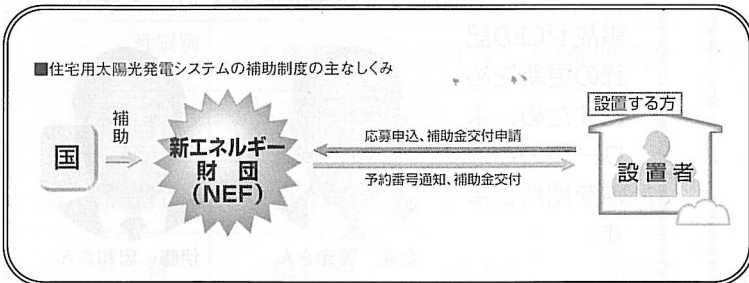 ■住宅用太陽光発電システムの補助制度の主なしくみ
国
補助
新エネルギー
財団
(NEF)
応募申込、補助金交付申請
予約番号通知、補助金交付
設置する方
設置者